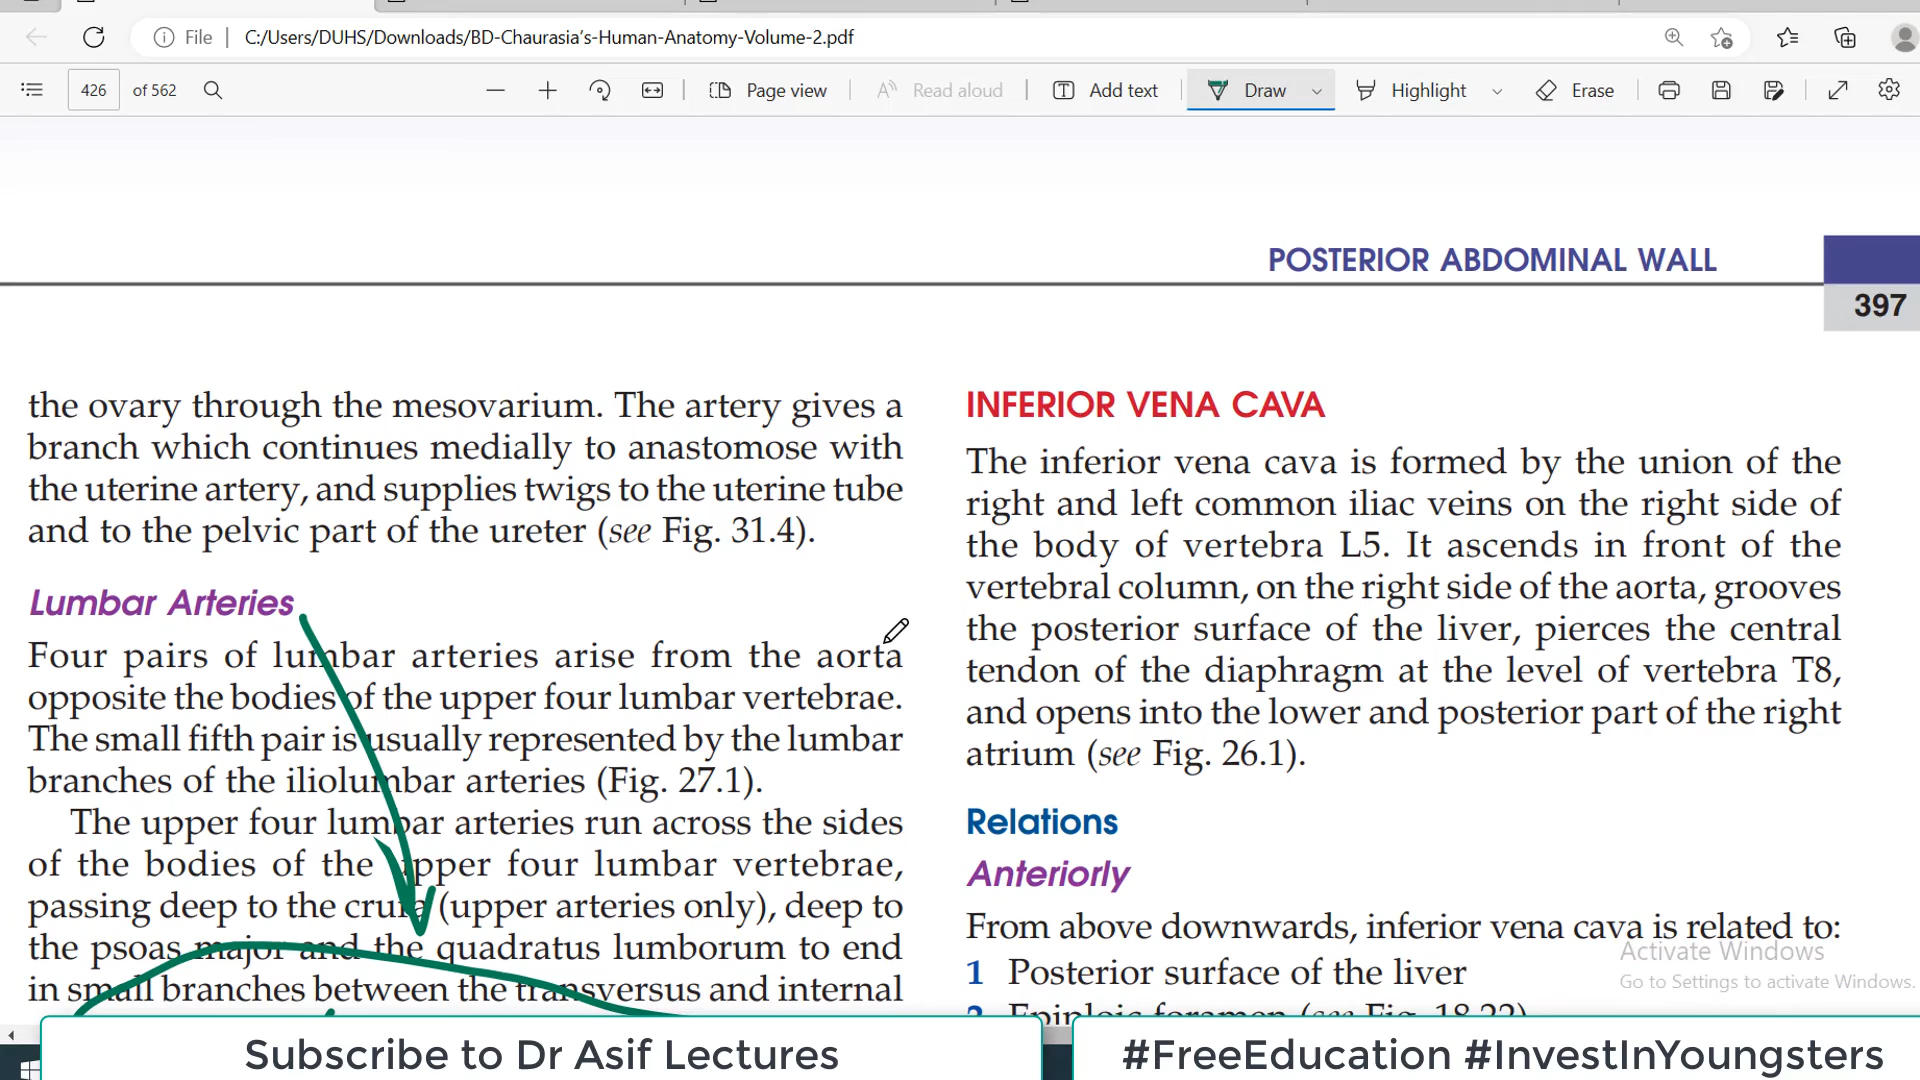 File
C:/Users/DUHS/Downloads/BD-Chaurasia's-Human-Anatomy-Volume-2.pdf
426 of 562
Page view
Read aloud
Add text
Draw
Highlight
Erase
POSTERIOR ABDOMINAL WALL
397
the ovary through the mesovarium. The artery gives a
branch which continues medially to anastomose with
the uterine artery, and supplies twigs to the uterine tube
and to the pelvic part of the ureter (see Fig. 31.4).
Lumbar Arteries
Four pairs of lumbar arteries arise from the aorta
opposite the bodies of the upper four lumbar vertebrae.
The small fifth pair is usually represented by the lumbar
branches of the iliolumbar arteries (Fig. 27.1).
The upper four lumbar arteries run across the sides
of the bodies of the upper four lumbar vertebrae,
passing deep to the crura (upper arteries only), deep to
the psoas major and the quadratus lumborum to end
in small branches between the transversus and internal
INFERIOR VENA CAVA
The inferior vena cava is formed by the union of the
right and left common iliac veins on the right side of
the body of vertebra L5. It ascends in front of the
vertebral column, on the right side of the aorta, grooves
the posterior surface of the liver, pierces the central
tendon of the diaphragm at the level of vertebra T8,
and opens into the lower and posterior part of the right
atrium (see Fig. 26.1).
Relations
Anteriorly
From above downwards, inferior vena cava is related to:
1 Posterior surface of the liver
2 Epiploic foramen (see Fig. 18.22)
Activate Windows
Go to Settings to activate Windows.
Subscribe to Dr Asif Lectures
#FreeEducation #InvestInYoungsters